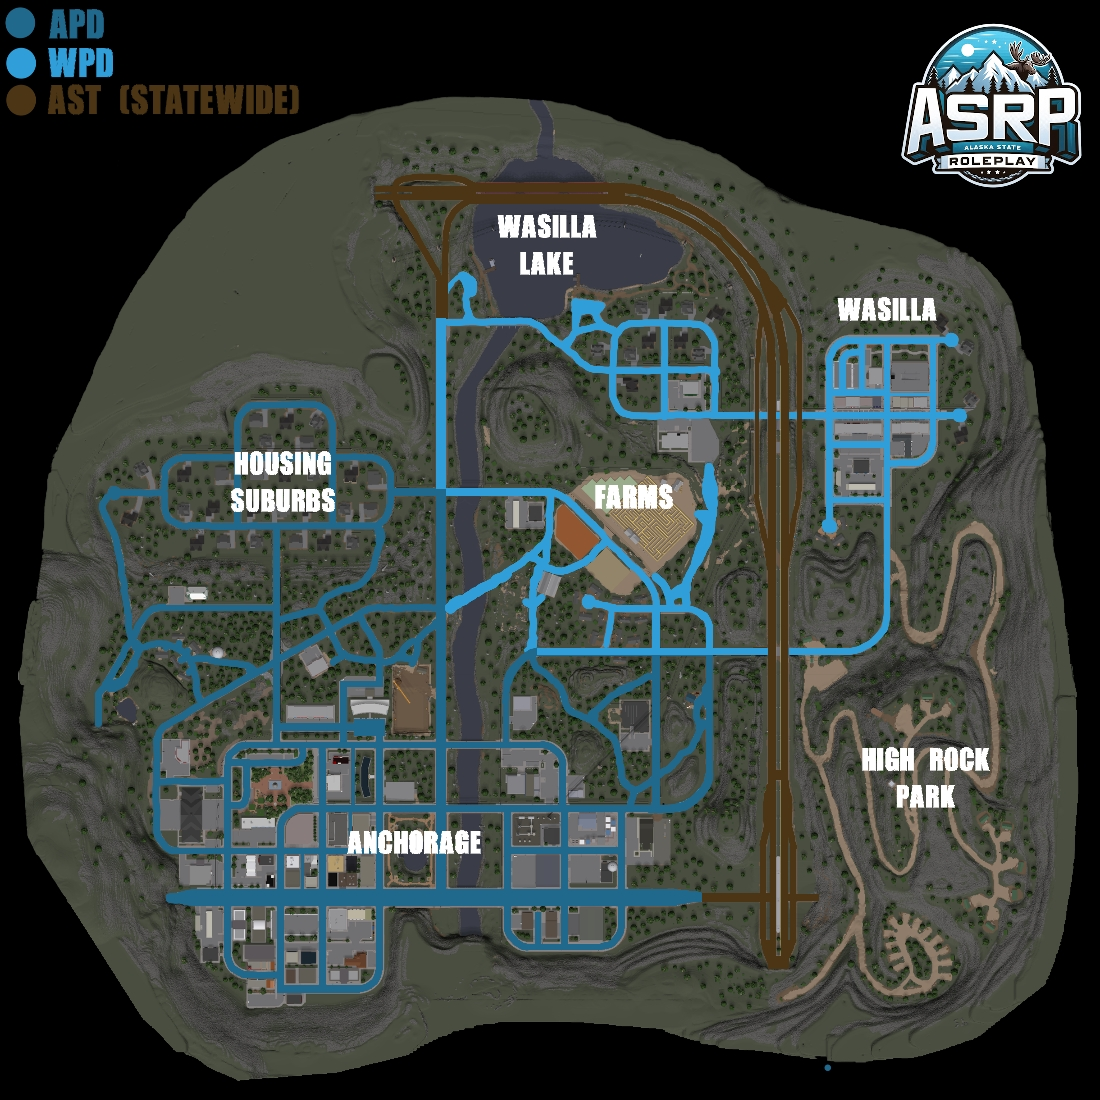 APD
WPD
AST (STATEWIDE)
ASRP
ALASKA STATE
ROLEPLAY
WASILLA
LAKE
WASILLA
HOUSING
SUBURBS
FARMS
HIGH ROCK
PARK
ANCHORAGE